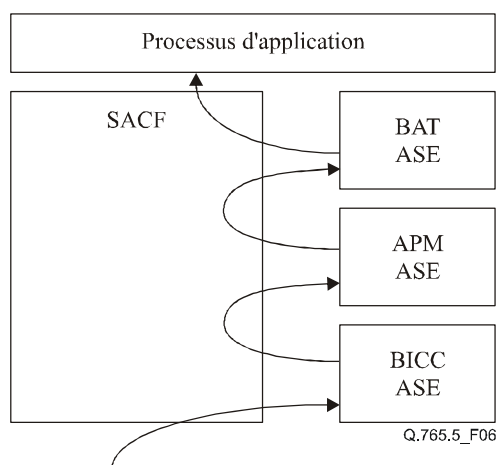 Processus d'application
SACF
BAT
ASE
APM
ASE
BICC
ASE
Q.765.5_F06